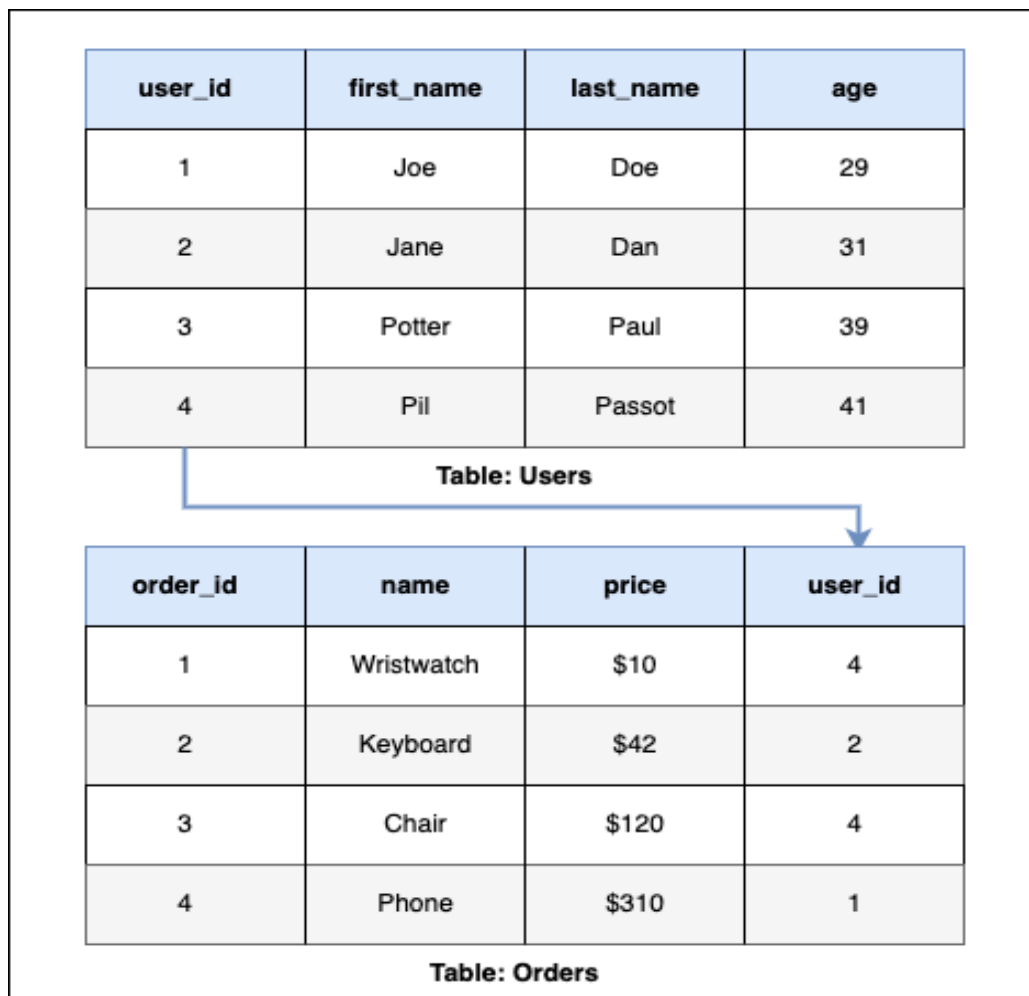 user_id first_name last_name age
1 Joe Doe 29
2 Jane Dan 31
3 Potter Paul 39
4 Pil Passot 41
Table: Users
order_id name price user_id
1 Wristwatch $10 4
2 Keyboard $42 2
3 Chair $120 4
4 Phone $310 1
Table: Orders